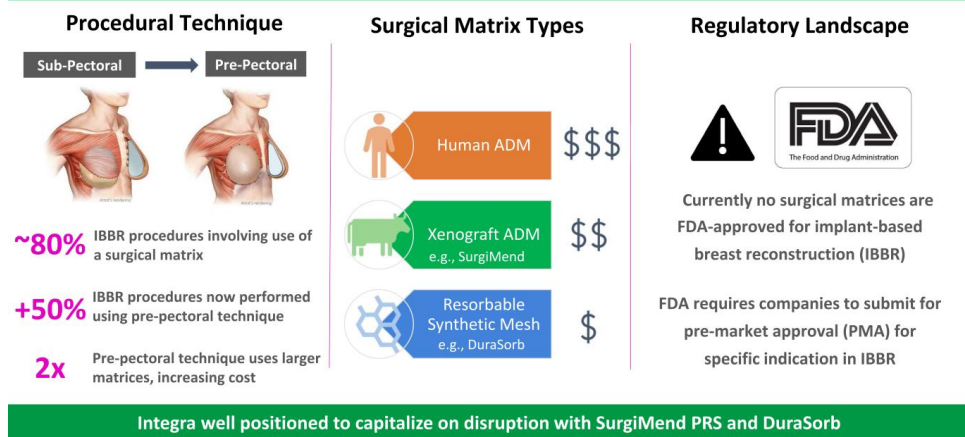 Procedural Technique
Sub-Pectoral
Pre-Pectoral
Artist's rendering
Artist's rendering
~80%
IBBR procedures involving use of
a surgical matrix
+50%
IBBR procedures now performed
using pre-pectoral technique
2x
Pre-pectoral technique uses larger
matrices, increasing cost
Surgical Matrix Types
Human ADM
$$$
Xenograft ADM
e.g., SurgiMend
$$
Resorbable
Synthetic Mesh
e.g., DuraSorb
$
Regulatory Landscape
FDA
The Food and Drug Administration
Currently no surgical matrices are
FDA-approved for implant-based
breast reconstruction (IBBR)
FDA requires companies to submit for
pre-market approval (PMA) for
specific indication in IBBR
Integra well positioned to capitalize on disruption with SurgiMend PRS and DuraSorb